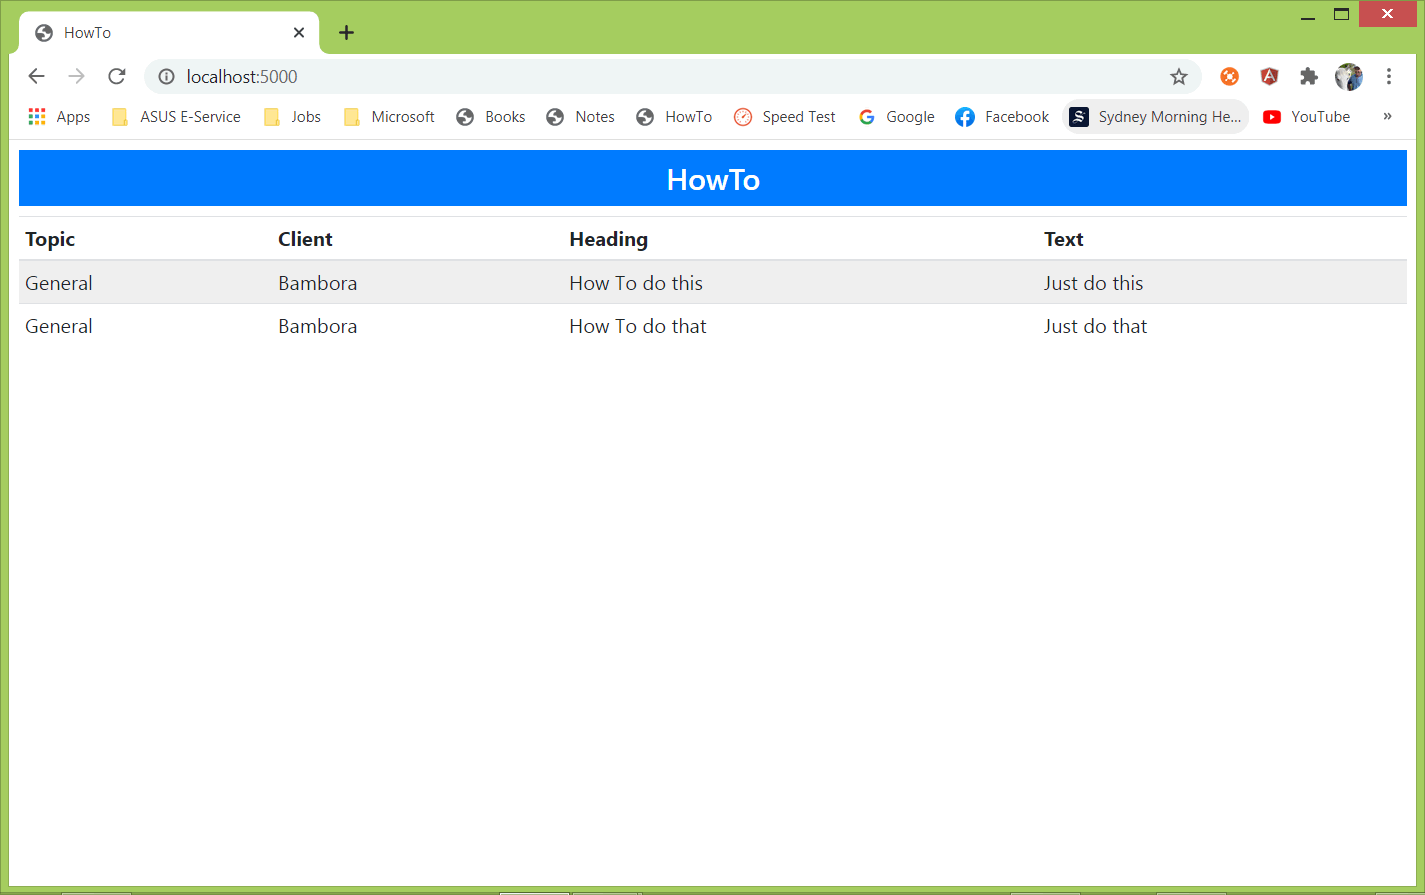 HowTo
localhost:5000
Apps ASUS E-Service Jobs Microsoft Books Notes HowTo Speed Test Google Facebook Sydney Morning He... YouTube »
HowTo
Topic Client Heading Text
General Bambora How To do this Just do this
General Bambora How To do that Just do that